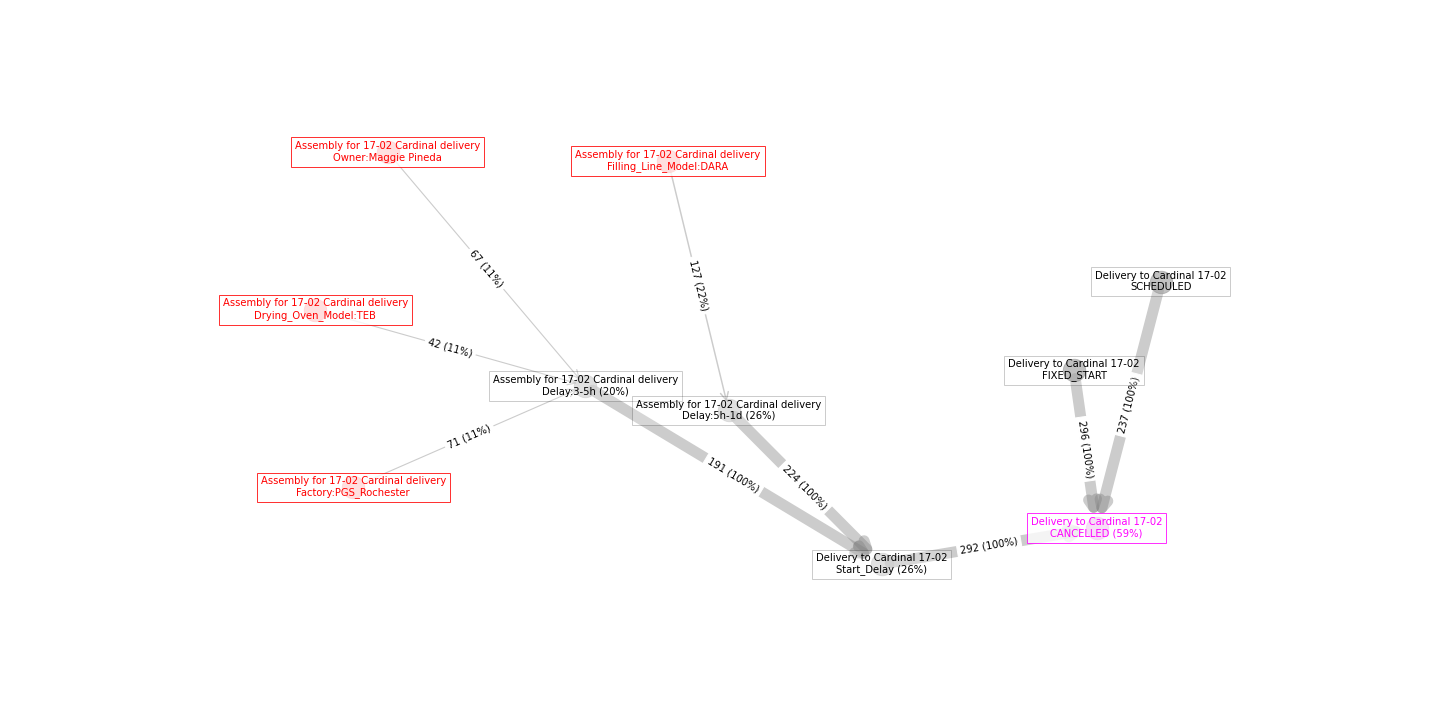 Assembly for 17-02 Cardinal delivery
Owner:Maggie Pineda
Assembly for 17-02 Cardinal delivery
Filling_Line_Model:DARA
67 (11%)
127 (22%)
Delivery to Cardinal 17-02
SCHEDULED
Assembly for 17-02 Cardinal delivery
Drying_Oven_Model:TEB
42 (11%)
Delivery to Cardinal 17-02
FIXED_START
Assembly for 17-02 Cardinal delivery
Delay:3-5h (20%)
Assembly for 17-02 Cardinal delivery
Delay:5h-1d (26%)
237 (100%)
71 (11%)
296 (100%)
191 (100%)
224 (100%)
Assembly for 17-02 Cardinal delivery
Factory:PGS_Rochester
Delivery to Cardinal 17-02
CANCELLED (59%)
292 (100%)
Delivery to Cardinal 17-02
Start_Delay (26%)